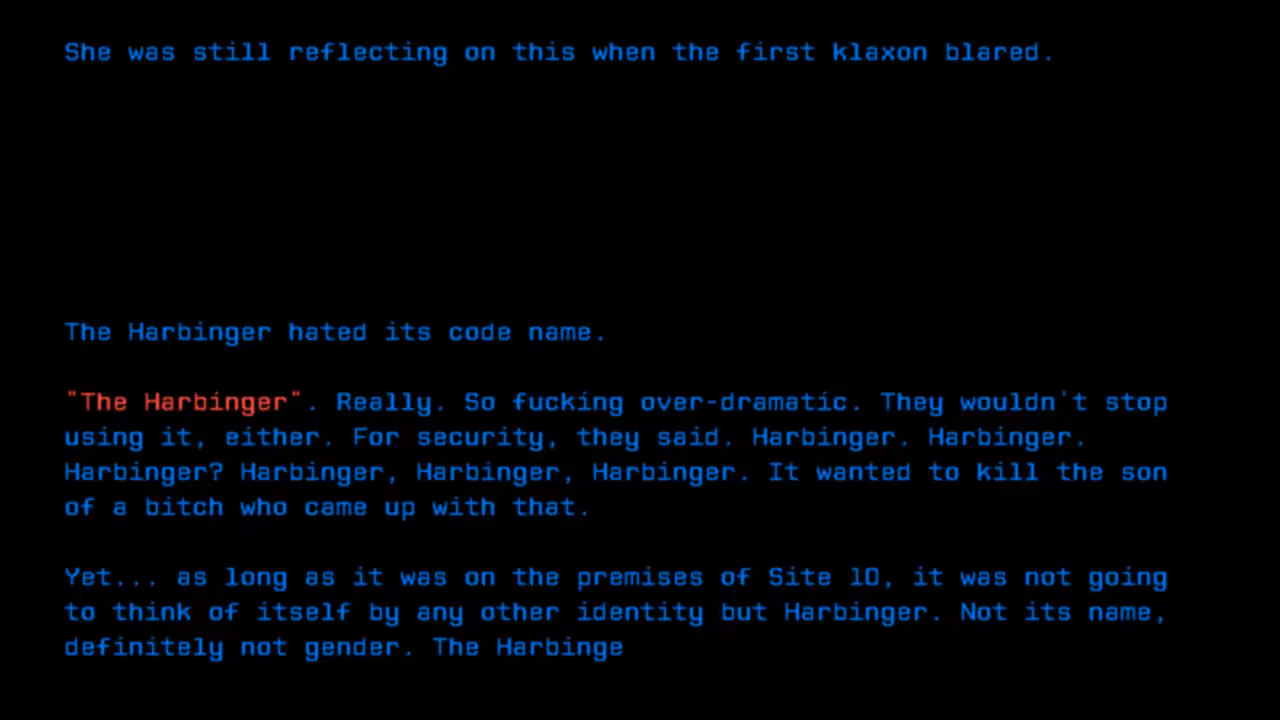 She was still reflecting on this when the first klaxon blared.
The Harbinger hated its code name.
"The Harbinger". Really. So fucking over-dramatic. They wouldn't stop
using it, either. For security, they said. Harbinger. Harbinger.
Harbinger? Harbinger, Harbinger, Harbinger. It wanted to kill the son
of a bitch who came up with that.
Yet... as long as it was on the premises of Site 10, it was not going
to think of itself by any other identity but Harbinger. Not its name,
definitely not gender. The Harbinge